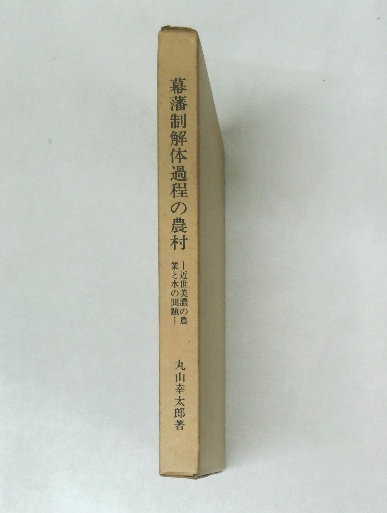 幕藩制解体過程の農村
―近世美濃の農
業と水の問題―
丸山幸太郎著